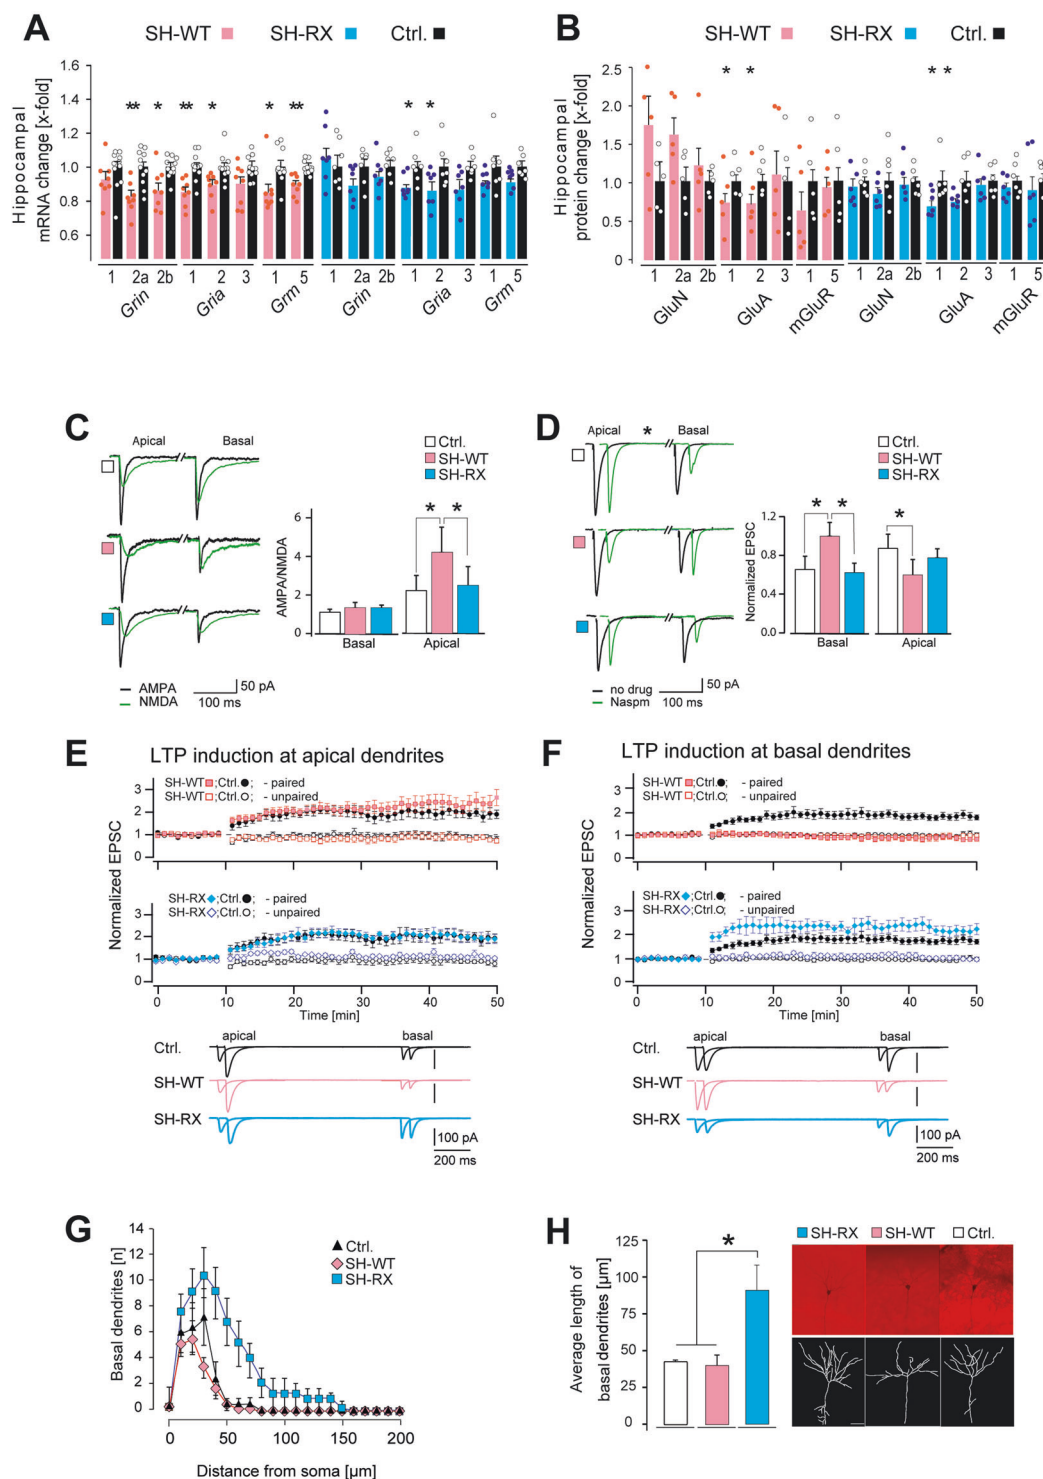 A
SH-WT SH-RX Ctrl.
Hippocampal
mRNA change [x-fold]
1.6
1.4
1.2
1.0
0.8
0.6
** * ** * * ** * *
1 2a 2b 1 2 3 1 5 1 2a 2b 1 2 3 1 5
Grin Gria Grm Grin Gria Grm
B
SH-WT SH-RX Ctrl.
Hippocampal
protein change [x-fold]
2.5
2.0
1.5
1.0
0.5
0
* * * *
1 2a 2b 1 2 3 1 5 1 2a 2b 1 2 3 1 5
GluN GluA mGluR GluN GluA mGluR
C
Apical Basal
AMPA
NMDA
50 pA
100 ms
Ctrl.
SH-WT
SH-RX
AMPA/NMDA
6
4
2
0
* *
Basal Apical
D
Apical * Basal
no drug
Naspm
50 pA
100 ms
Ctrl.
SH-WT
SH-RX
Normalized EPSC
1.2
0.8
0.4
0.0
* * *
Basal Apical
E
LTP induction at apical dendrites
SH-WT ;Ctrl. ; - paired
SH-WT ;Ctrl. ; - unpaired
3
2
1
0
SH-RX ;Ctrl. ; - paired
SH-RX ;Ctrl. ; - unpaired
3
2
1
0
Normalized EPSC
0 10 20 30 40 50
Time [min]
apical basal
Ctrl.
SH-WT
SH-RX
100 pA
200 ms
F
LTP induction at basal dendrites
SH-WT ;Ctrl. ; - paired
SH-WT ;Ctrl. ; - unpaired
3
2
1
0
SH-RX ;Ctrl. ; - paired
SH-RX ;Ctrl. ; - unpaired
3
2
1
0
Normalized EPSC
0 10 20 30 40 50
Time [min]
apical basal
Ctrl.
SH-WT
SH-RX
100 pA
200 ms
G
Basal dendrites [n]
14
12
10
8
6
4
2
0
Ctrl.
SH-WT
SH-RX
0 50 100 150 200
Distance from soma [µm]
H
SH-RX SH-WT Ctrl.
Average length of
basal dendrites [µm]
125
100
75
50
25
0
*